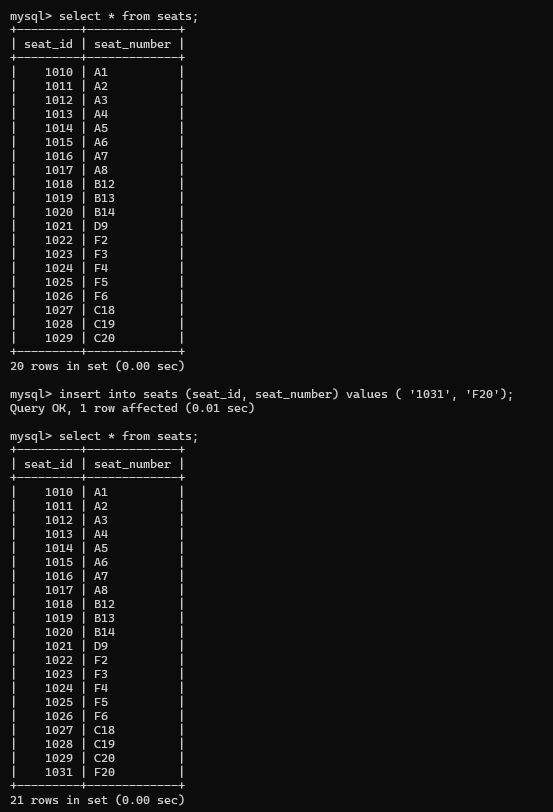 mysql> select * from seats;
+---------+-------------+
| seat_id | seat_number |
+---------+-------------+
|    1010 | A1          |
|    1011 | A2          |
|    1012 | A3          |
|    1013 | A4          |
|    1014 | A5          |
|    1015 | A6          |
|    1016 | A7          |
|    1017 | A8          |
|    1018 | B12         |
|    1019 | B13         |
|    1020 | B14         |
|    1021 | D9          |
|    1022 | F2          |
|    1023 | F3          |
|    1024 | F4          |
|    1025 | F5          |
|    1026 | F6          |
|    1027 | C18         |
|    1028 | C19         |
|    1029 | C20         |
+---------+-------------+
20 rows in set (0.00 sec)

mysql> insert into seats (seat_id, seat_number) values ( '1031', 'F20');
Query OK, 1 row affected (0.01 sec)

mysql> select * from seats;
+---------+-------------+
| seat_id | seat_number |
+---------+-------------+
|    1010 | A1          |
|    1011 | A2          |
|    1012 | A3          |
|    1013 | A4          |
|    1014 | A5          |
|    1015 | A6          |
|    1016 | A7          |
|    1017 | A8          |
|    1018 | B12         |
|    1019 | B13         |
|    1020 | B14         |
|    1021 | D9          |
|    1022 | F2          |
|    1023 | F3          |
|    1024 | F4          |
|    1025 | F5          |
|    1026 | F6          |
|    1027 | C18         |
|    1028 | C19         |
|    1029 | C20         |
|    1031 | F20         |
+---------+-------------+
21 rows in set (0.00 sec)